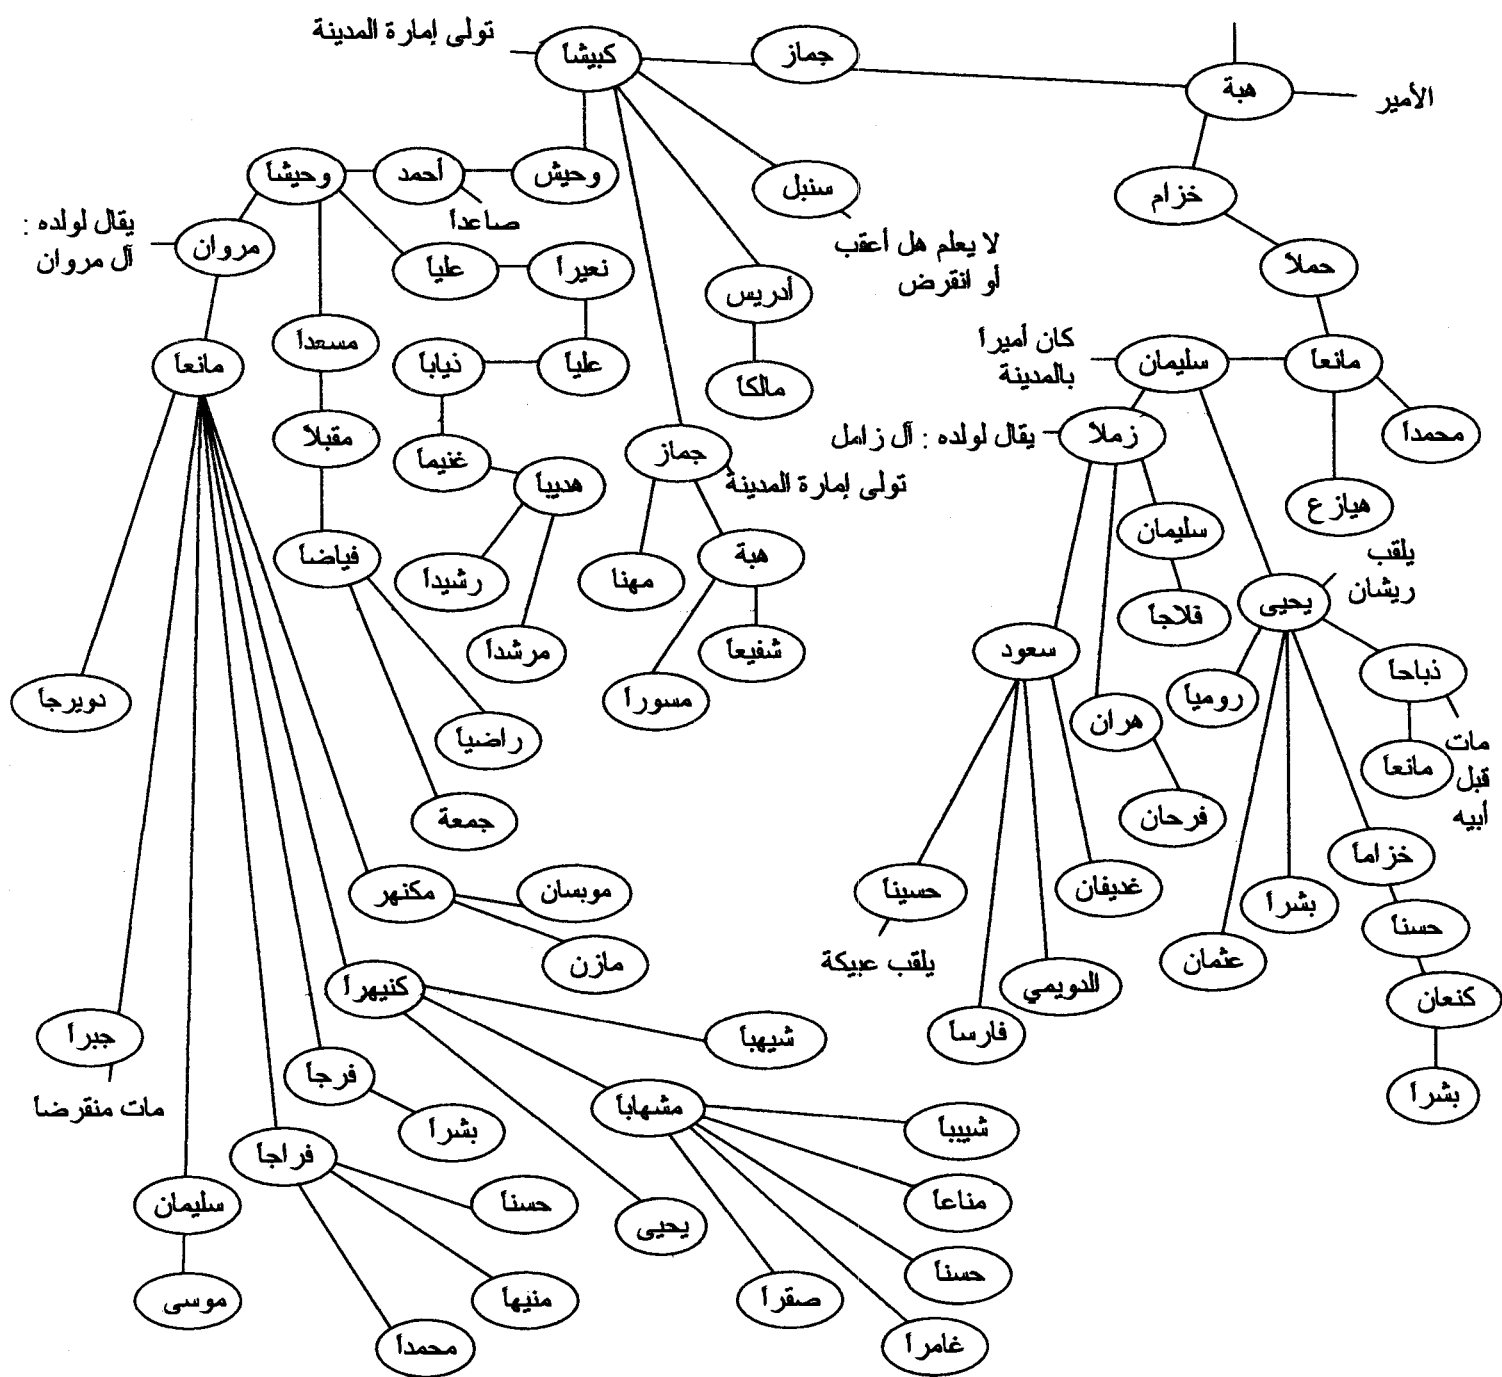 تولى إمارة المدينة
كبيشاً
جماز
هبة
الأمير
وحيشاً
أحمد
وحيش
سنبل
خزام
صاعداً
يقال لولده :
آل مروان
مروان
علياً
نعيراً
لا يعلم هل أعقب
أو انقرض
حملاً
أدريس
مانعاً
مسعداً
ذياباً
علياً
مالكاً
كان أميراً
بالمدينة
سليمان
مانعاً
محمداً
مقبلاً
غنيماً
هديباً
جماز
تولى إمارة المدينة
يقال لولده : آل زامل
زملاً
هيازع
فياضاً
رشيداً
مهنا
هبة
سليمان
يلقب
ريشان
يحيى
مرشداً
مسوراً
شفيعاً
سعود
فلاجاً
ذباحاً
دويرجاً
راضياً
هران
رومياً
مانعاً
مات
قبل
أبيه
جمعة
فرحان
خزاماً
مكنهر
موبسان
مازن
حسيناً
يلقب عبيكة
غديفان
بشراً
حسناً
عثمان
كنيهراً
شيهباً
فارساً
الدويمي
كنعان
بشراً
جبراً
مات منقرضاً
فرجاً
بشراً
مشهاباً
شبيباً
فراجاً
مناعاً
سليمان
حسناً
يحيى
حسناً
موسى
منيهاً
صقراً
محمداً
غامراً